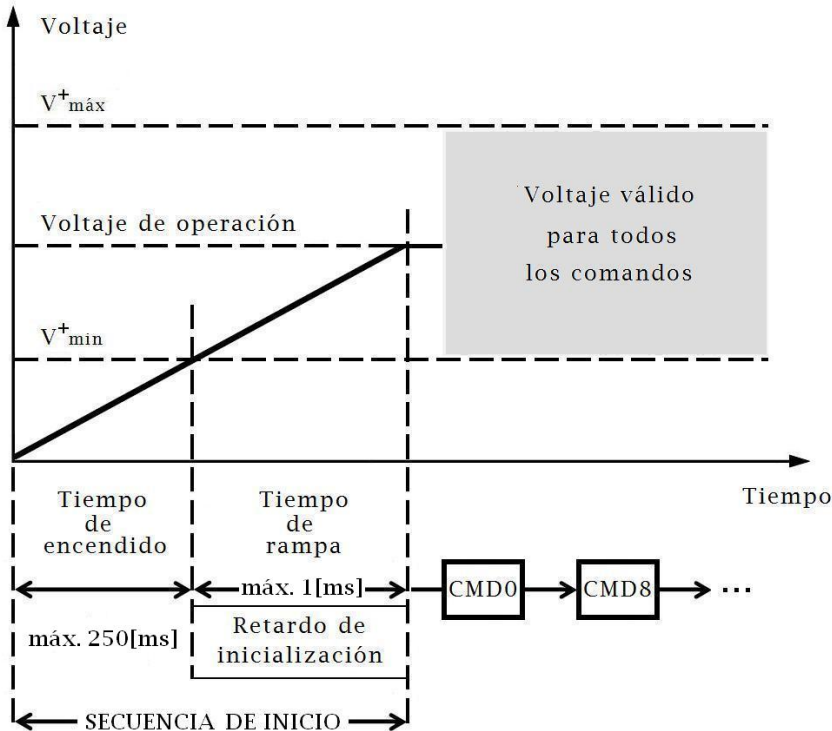 Voltaje
V+máx
Voltaje válido
para todos
los comandos
Voltaje de operación
V+min
Tiempo
Tiempo
de
encendido
Tiempo
de
rampa
máx. 1[ms]
CMD0
CMD8
...
máx. 250[ms]
Retardo de
inicialización
SECUENCIA DE INICIO